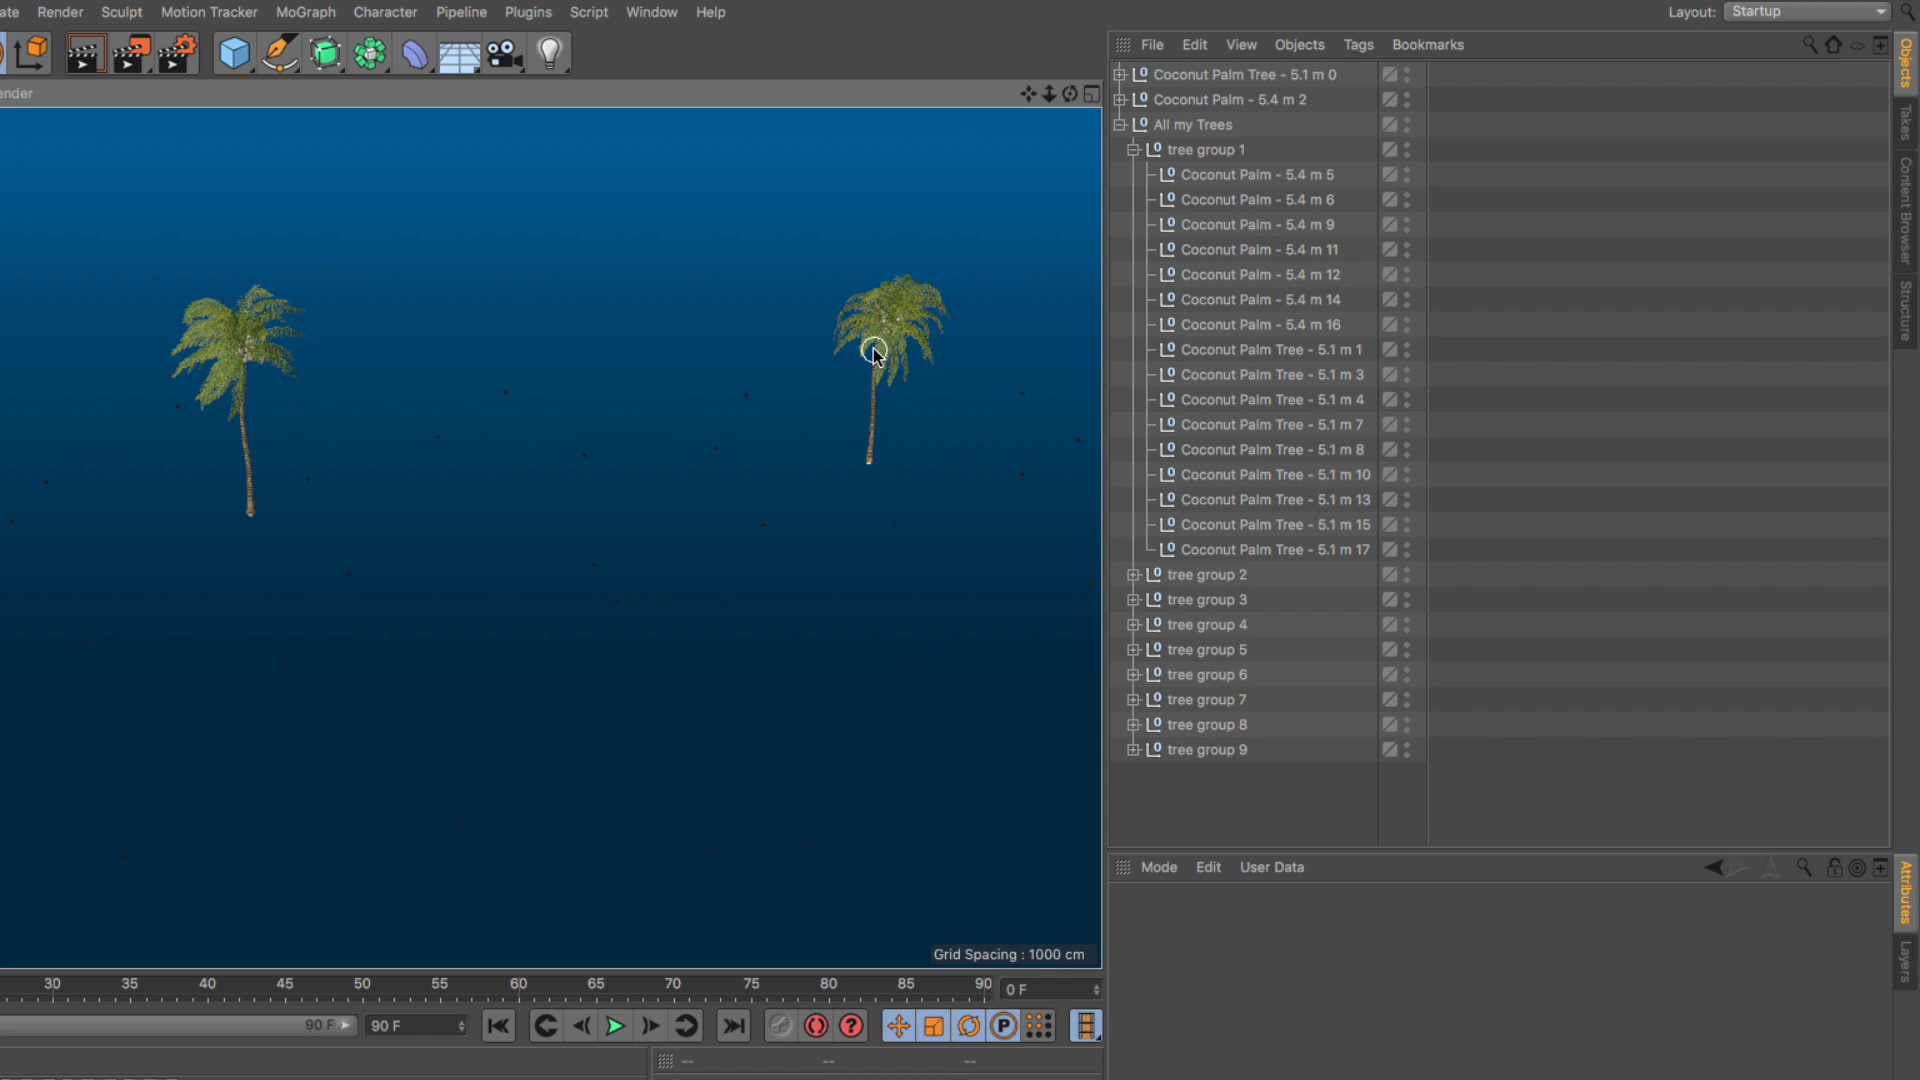 ate Render Sculpt Motion Tracker MoGraph Character Pipeline Plugins Script Window Help
Layout: Startup
File Edit View Objects Tags Bookmarks
ender
Coconut Palm Tree - 5.1 m 0
Coconut Palm - 5.4 m 2
All my Trees
tree group 1
Coconut Palm - 5.4 m 5
Coconut Palm - 5.4 m 6
Coconut Palm - 5.4 m 9
Coconut Palm - 5.4 m 11
Coconut Palm - 5.4 m 12
Coconut Palm - 5.4 m 14
Coconut Palm - 5.4 m 16
Coconut Palm Tree - 5.1 m 1
Coconut Palm Tree - 5.1 m 3
Coconut Palm Tree - 5.1 m 4
Coconut Palm Tree - 5.1 m 7
Coconut Palm Tree - 5.1 m 8
Coconut Palm Tree - 5.1 m 10
Coconut Palm Tree - 5.1 m 13
Coconut Palm Tree - 5.1 m 15
Coconut Palm Tree - 5.1 m 17
tree group 2
tree group 3
tree group 4
tree group 5
tree group 6
tree group 7
tree group 8
tree group 9
Objects
Takes
Content Browser
Structure
Mode Edit User Data
Attributes
Layers
Grid Spacing : 1000 cm
30 35 40 45 50 55 60 65 70 75 80 85 90
0 F
90 F
90 F
P
-- -- --